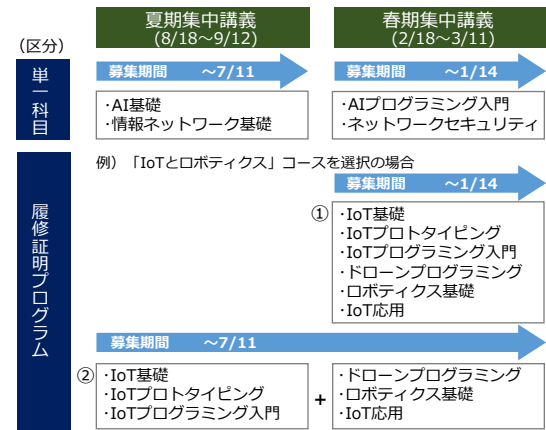 夏期集中講義
(8/18～9/12)
春期集中講義
(2/18～3/11)
（区分）
単一科目
募集期間　～7/11
・AI基礎
・情報ネットワーク基礎
募集期間　～1/14
・AIプログラミング入門
・ネットワークセキュリティ
履修証明プログラム
例）「IoTとロボティクス」コースを選択の場合
募集期間　～1/14
①
・IoT基礎
・IoTプロトタイピング
・IoTプログラミング入門
・ドローンプログラミング
・ロボティクス基礎
・IoT応用
募集期間　～7/11
②
・IoT基礎
・IoTプロトタイピング
・IoTプログラミング入門
+
・ドローンプログラミング
・ロボティクス基礎
・IoT応用